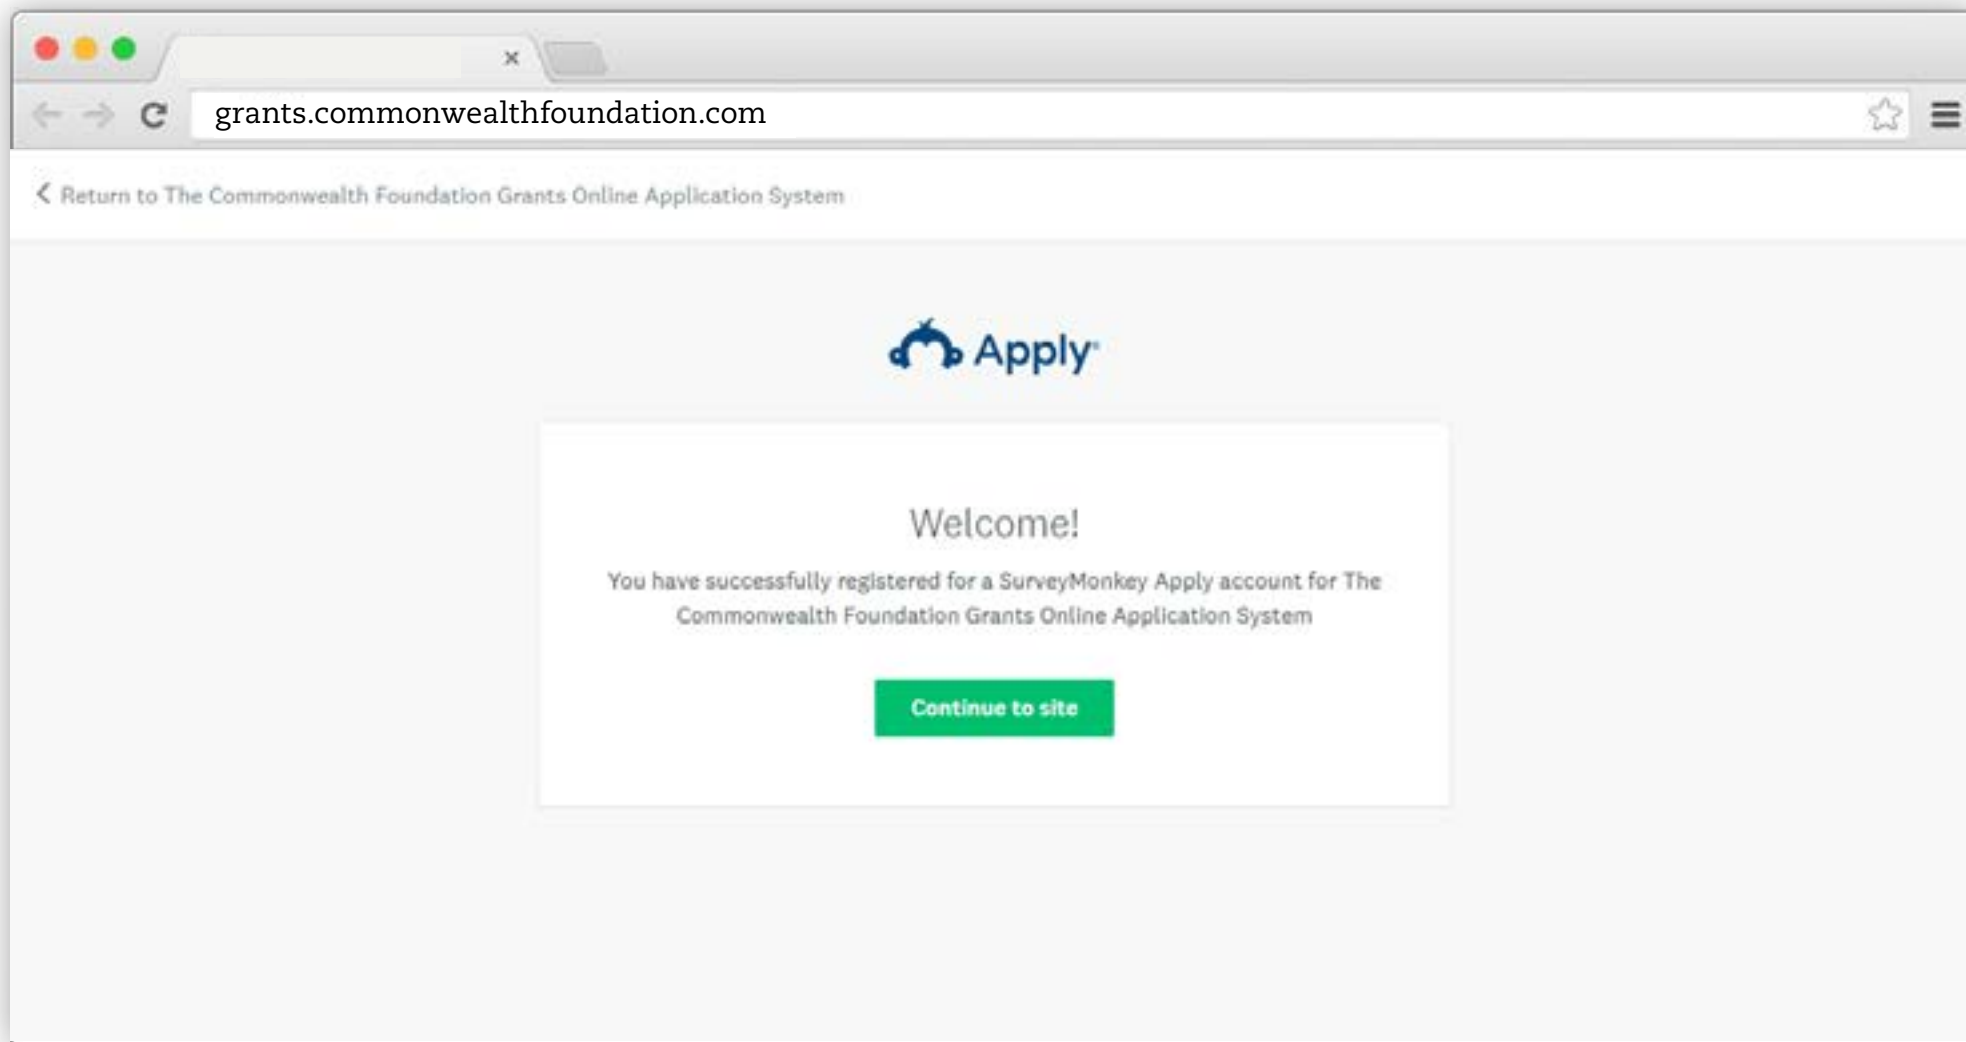 grants.commonwealthfoundation.com
Return to The Commonwealth Foundation Grants Online Application System
Apply
Welcome!
You have successfully registered for a SurveyMonkey Apply account for The
Commonwealth Foundation Grants Online Application System
Continue to site